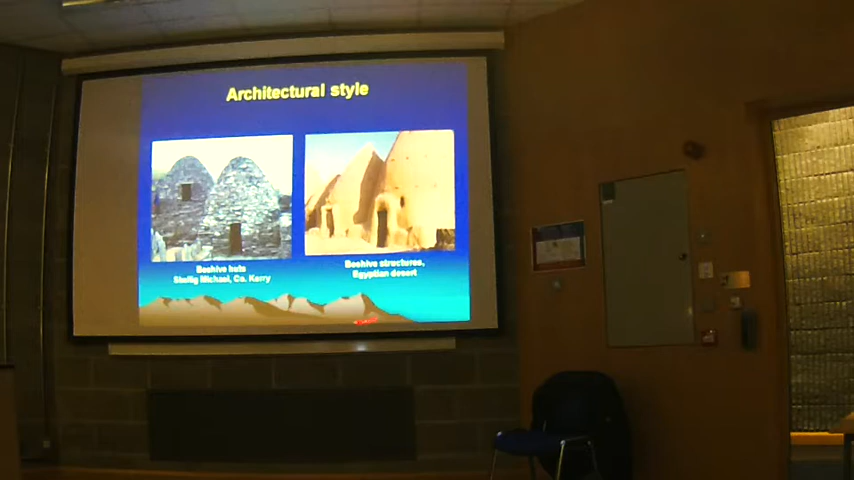 Architectural style
Beehive huts
Skellig Michael, Co. Kerry
Beehive structures,
Egyptian desert